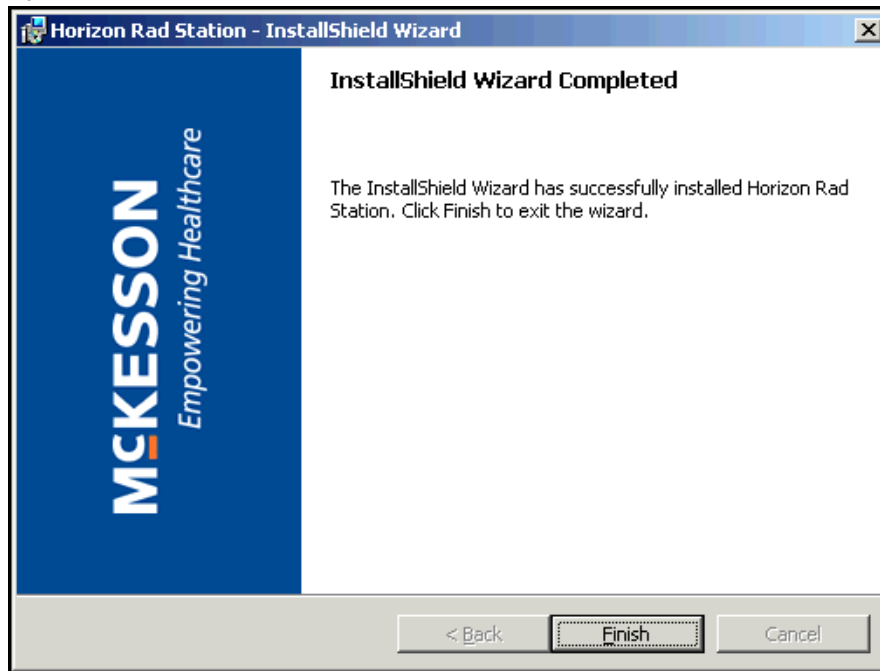 Horizon Rad Station - InstallShield Wizard
InstallShield Wizard Completed
The InstallShield Wizard has successfully installed Horizon Rad
Station. Click Finish to exit the wizard.
MCKESSON
Empowering Healthcare
< Back
Finish
Cancel